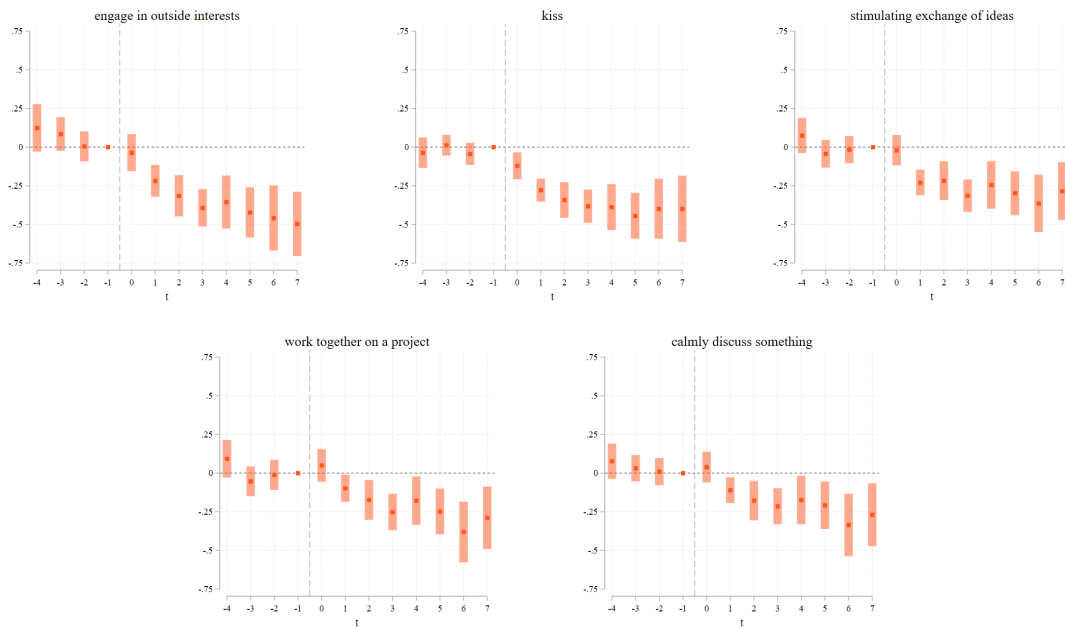 engage in outside interests
.75
.5
.25
0
-.25
-.5
-.75
-4 -3 -2 -1 0 1 2 3 4 5 6 7
t
kiss
.75
.5
.25
0
-.25
-.5
-.75
-4 -3 -2 -1 0 1 2 3 4 5 6 7
t
stimulating exchange of ideas
.75
.5
.25
0
-.25
-.5
-.75
-4 -3 -2 -1 0 1 2 3 4 5 6 7
t
work together on a project
.75
.5
.25
0
-.25
-.5
-.75
-4 -3 -2 -1 0 1 2 3 4 5 6 7
t
calmly discuss something
.75
.5
.25
0
-.25
-.5
-.75
-4 -3 -2 -1 0 1 2 3 4 5 6 7
t